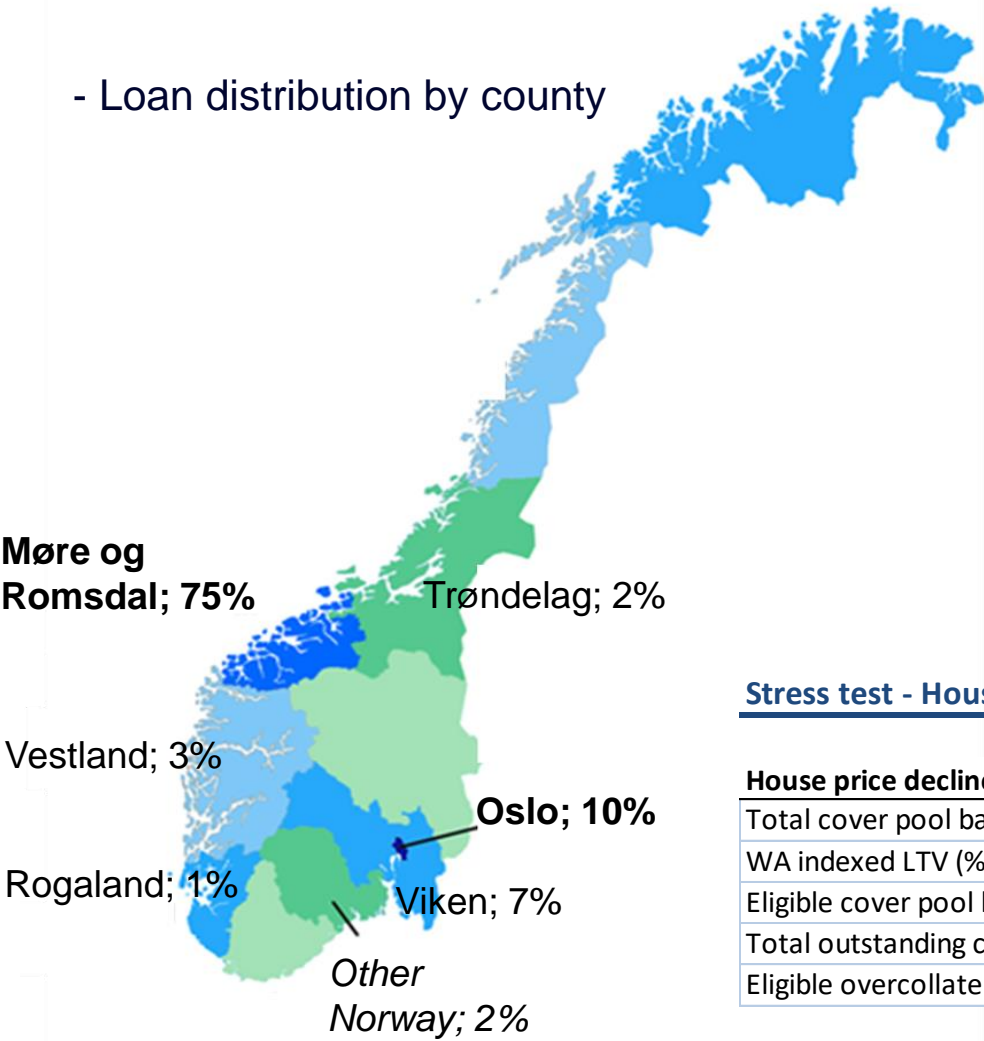 - Loan distribution by county
Møre og
Romsdal; 75%
Trøndelag; 2%
Vestland; 3%
Oslo; 10%
Rogaland; 1%
Viken; 7%
Other
Norway; 2%
Stress test - Hous
House price decline
Total cover pool ba
WA indexed LTV (%
Eligible cover pool
Total outstanding c
Eligible overcollate